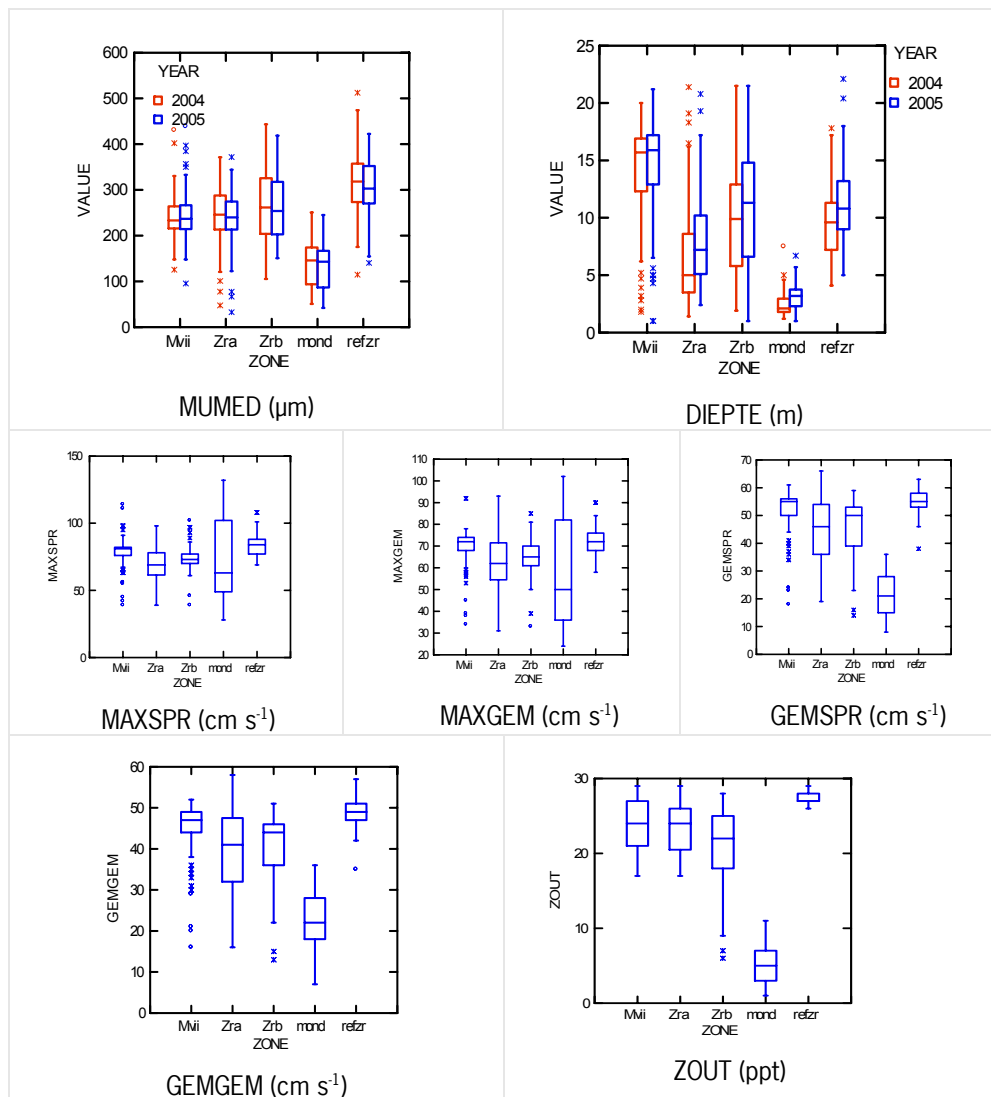 600
500
400
300
200
100
0
VALUE
YEAR
2004
2005
Mvii Zra Zrb mond refzr
ZONE
MUMED (µm)
25
20
15
10
5
0
VALUE
YEAR
2004
2005
Mvii Zra Zrb mond refzr
ZONE
DIEPTE (m)
150
100
50
0
MAXSPR
Mvii Zra Zrb mond refzr
ZONE
MAXSPR (cm s-1)
110
100
90
80
70
60
50
40
30
20
MAXGEM
Mvii Zra Zrb mond refzr
ZONE
MAXGEM (cm s-1)
70
60
50
40
30
20
10
0
GEMSPR
Mvii Zra Zrb mond refzr
ZONE
GEMSPR (cm s-1)
60
50
40
30
20
10
0
GEMGEM
Mvii Zra Zrb mond refzr
ZONE
GEMGEM (cm s-1)
30
20
10
0
ZOUT
Mvii Zra Zrb mond refzr
ZONE
ZOUT (ppt)